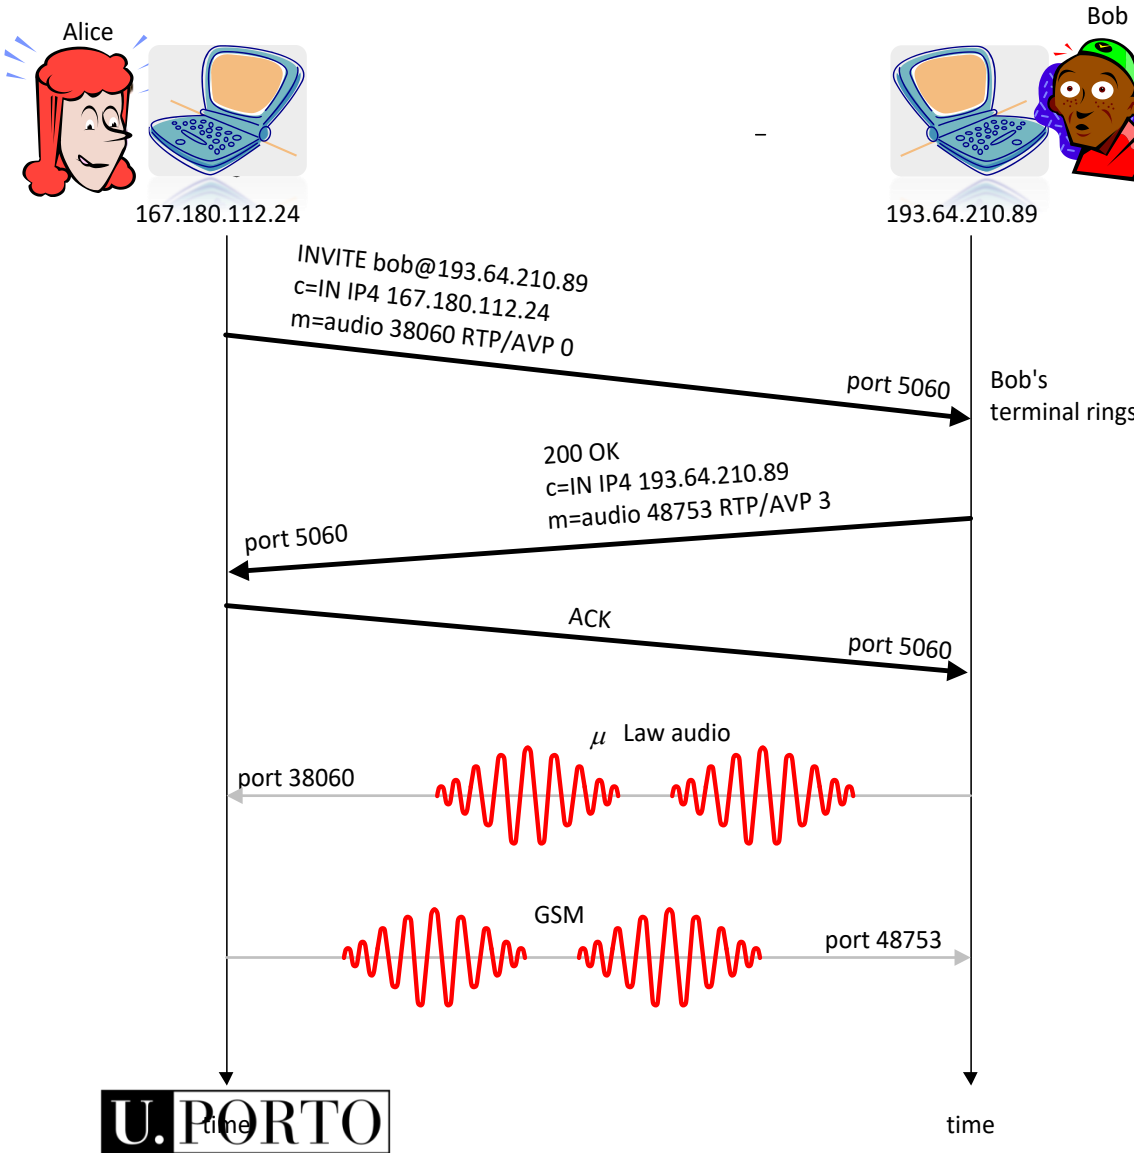 Alice
Bob
167.180.112.24
193.64.210.89
INVITE bob@193.64.210.89
c=IN IP4 167.180.112.24
m=audio 38060 RTP/AVP 0
port 5060
Bob's
terminal rings
200 OK
c=IN IP4 193.64.210.89
m=audio 48753 RTP/AVP 3
port 5060
ACK
port 5060
μ Law audio
port 38060
GSM
port 48753
U.PORTO
time
time